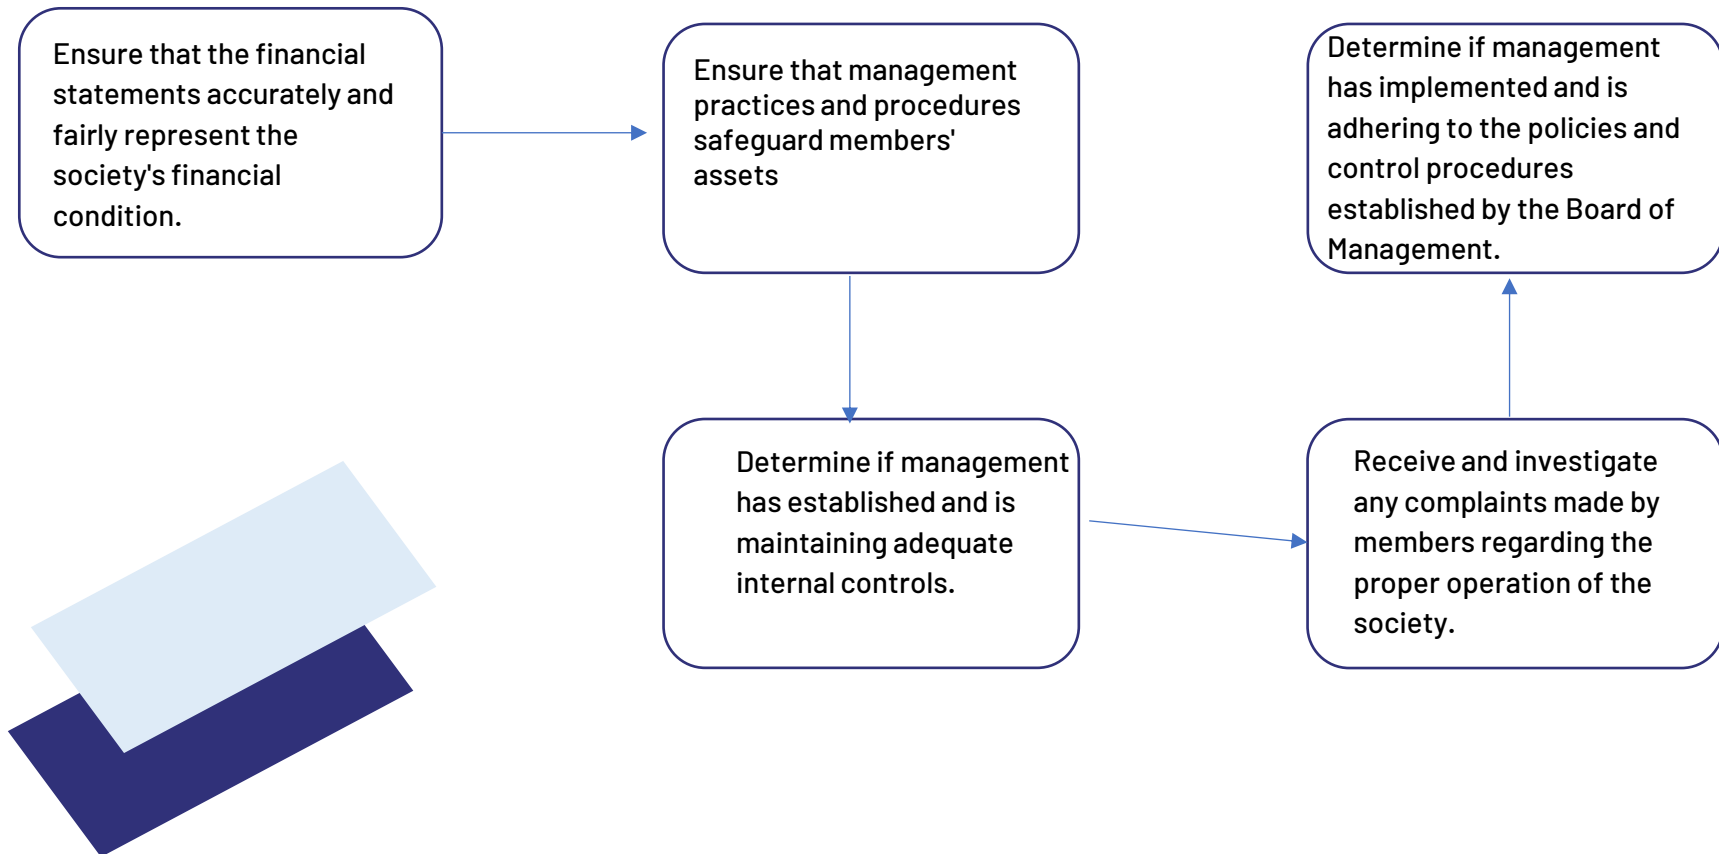 Ensure that the financial
statements accurately and
fairly represent the
society's financial
condition.
Ensure that management
practices and procedures
safeguard members'
assets
Determine if management
has established and is
maintaining adequate
internal controls.
Receive and investigate
any complaints made by
members regarding the
proper operation of the
society.
Determine if management
has implemented and is
adhering to the policies and
control procedures
established by the Board of
Management.